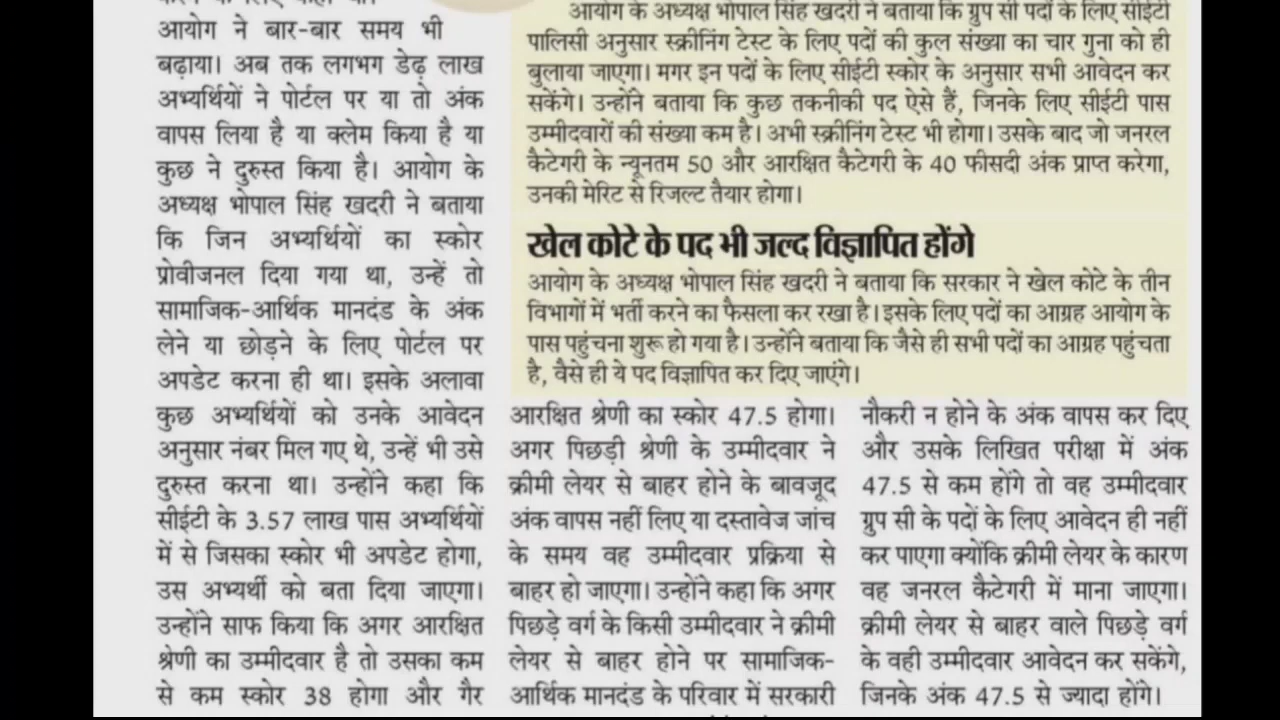 आयोग ने बार-बार समय भी
बढ़ाया। अब तक लगभग डेढ़ लाख
अभ्यर्थियों ने पोर्टल पर या तो अंक
वापस लिया है या क्लेम किया है या
कुछ ने दुरुस्त किया है। आयोग के
अध्यक्ष भोपाल सिंह खदरी ने बताया
कि जिन अभ्यर्थियों का स्कोर
प्रोवीजनल दिया गया था, उन्हें तो
सामाजिक-आर्थिक मानदंड के अंक
लेने या छोड़ने के लिए पोर्टल पर
अपडेट करना ही था। इसके अलावा
कुछ अभ्यर्थियों को उनके आवेदन
अनुसार नंबर मिल गए थे, उन्हें भी उसे
दुरुस्त करना था। उन्होंने कहा कि
सीईटी के 3.57 लाख पास अभ्यर्थियों
में से जिसका स्कोर भी अपडेट होगा,
उस अभ्यर्थी को बता दिया जाएगा।
उन्होंने साफ किया कि अगर आरक्षित
श्रेणी का उम्मीदवार है तो उसका कम
से कम स्कोर 38 होगा और गैर
आयोग के अध्यक्ष भोपाल सिंह खदरी ने बताया कि ग्रुप सी पदों के लिए सीईटी
पालिसी अनुसार स्क्रीनिंग टेस्ट के लिए पदों की कुल संख्या का चार गुना को ही
बुलाया जाएगा। मगर इन पदों के लिए सीईटी स्कोर के अनुसार सभी आवेदन कर
सकेंगे। उन्होंने बताया कि कुछ तकनीकी पद ऐसे हैं, जिनके लिए सीईटी पास
उम्मीदवारों की संख्या कम है। अभी स्क्रीनिंग टेस्ट भी होगा। उसके बाद जो जनरल
कैटेगरी के न्यूनतम 50 और आरक्षित कैटेगरी के 40 फीसदी अंक प्राप्त करेगा,
उनकी मेरिट से रिजल्ट तैयार होगा।
खेल कोटे के पद भी जल्द विज्ञापित होंगे
आयोग के अध्यक्ष भोपाल सिंह खदरी ने बताया कि सरकार ने खेल कोटे के तीन
विभागों में भर्ती करने का फैसला कर रखा है। इसके लिए पदों का आग्रह आयोग के
पास पहुंचना शुरू हो गया है। उन्होंने बताया कि जैसे ही सभी पदों का आग्रह पहुंचता
है, वैसे ही ये पद विज्ञापित कर दिए जाएंगे।
आरक्षित श्रेणी का स्कोर 47.5 होगा।
अगर पिछड़ी श्रेणी के उम्मीदवार ने
क्रीमी लेयर से बाहर होने के बावजूद
अंक वापस नहीं लिए या दस्तावेज जांच
के समय वह उम्मीदवार प्रक्रिया से
बाहर हो जाएगा। उन्होंने कहा कि अगर
पिछड़े वर्ग के किसी उम्मीदवार ने क्रीमी
लेयर से बाहर होने पर सामाजिक-
आर्थिक मानदंड के परिवार में सरकारी
नौकरी न होने के अंक वापस कर दिए
और उसके लिखित परीक्षा में अंक
47.5 से कम होंगे तो वह उम्मीदवार
ग्रुप सी के पदों के लिए आवेदन ही नहीं
कर पाएगा क्योंकि क्रीमी लेयर के कारण
वह जनरल कैटेगरी में माना जाएगा।
क्रीमी लेयर से बाहर वाले पिछड़े वर्ग
के वही उम्मीदवार आवेदन कर सकेंगे,
जिनके अंक 47.5 से ज्यादा होंगे।